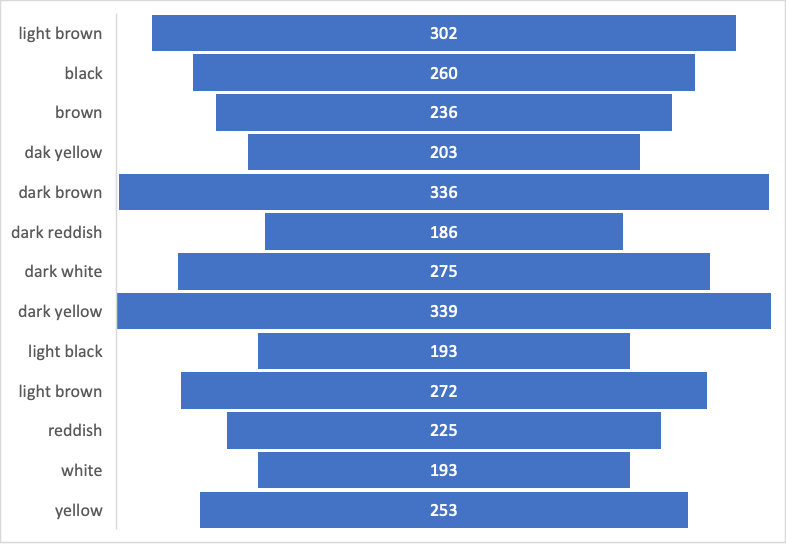 light brown 302
black 260
brown 236
dak yellow 203
dark brown 336
dark reddish 186
dark white 275
dark yellow 339
light black 193
light brown 272
reddish 225
white 193
yellow 253